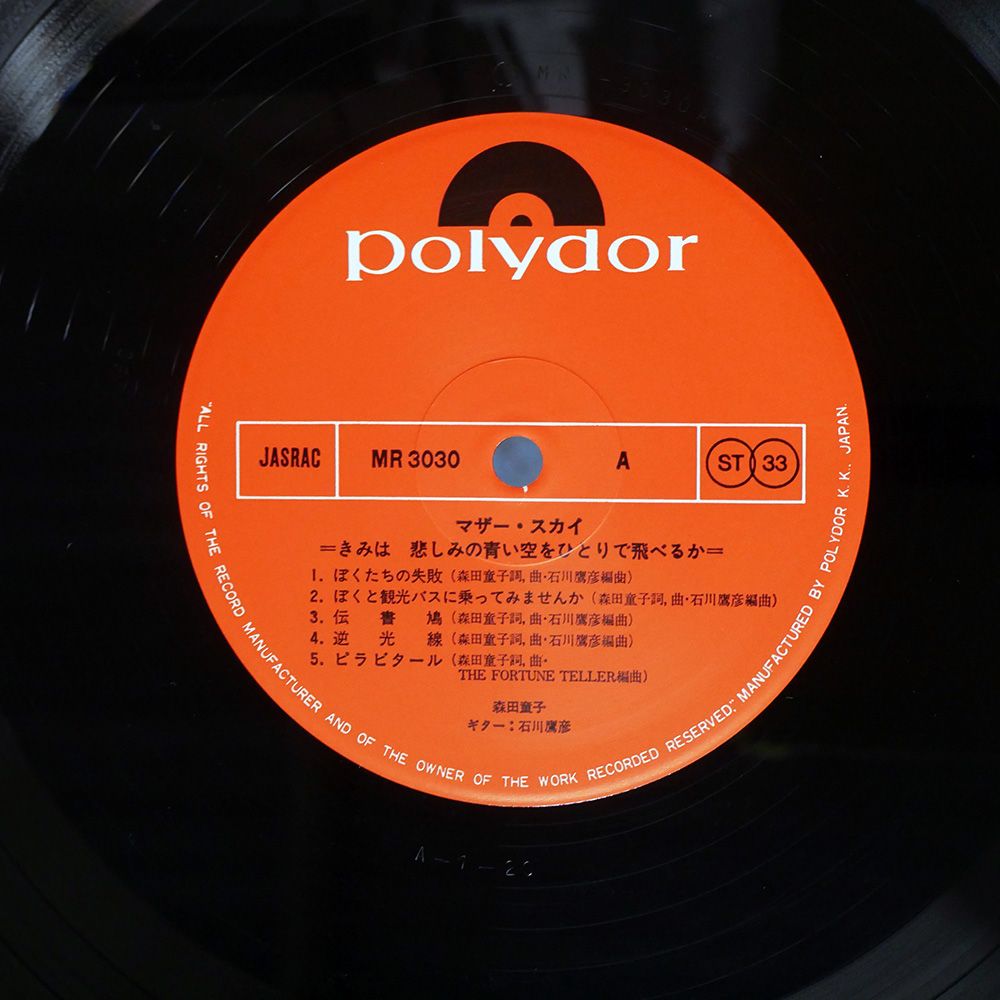 polydor
JASRAC MR 3030 A ST 33
マザー・スカイ
=きみは 悲しみの青い空をひとりで飛べるか=
1. ぼくたちの失敗 (森田童子詞, 曲・石川鷹彦編曲)
2. ぼくと観光バスに乗ってみませんか (森田童子詞, 曲・石川鷹彦編曲)
3. 伝 書 鳩 (森田童子詞, 曲・石川鷹彦編曲)
4. 逆 光 線 (森田童子詞, 曲・石川鷹彦編曲)
5. ピラビタール (森田童子詞, 曲・
THE FORTUNE TELLER編曲)
森田童子
ギター：石川鷹彦
"ALL RIGHTS OF THE RECORD MANUFACTURER AND OF THE OWNER OF THE WORK RECORDED RESERVED," MANUFACTURED BY POLYDOR K.K., JAPAN.